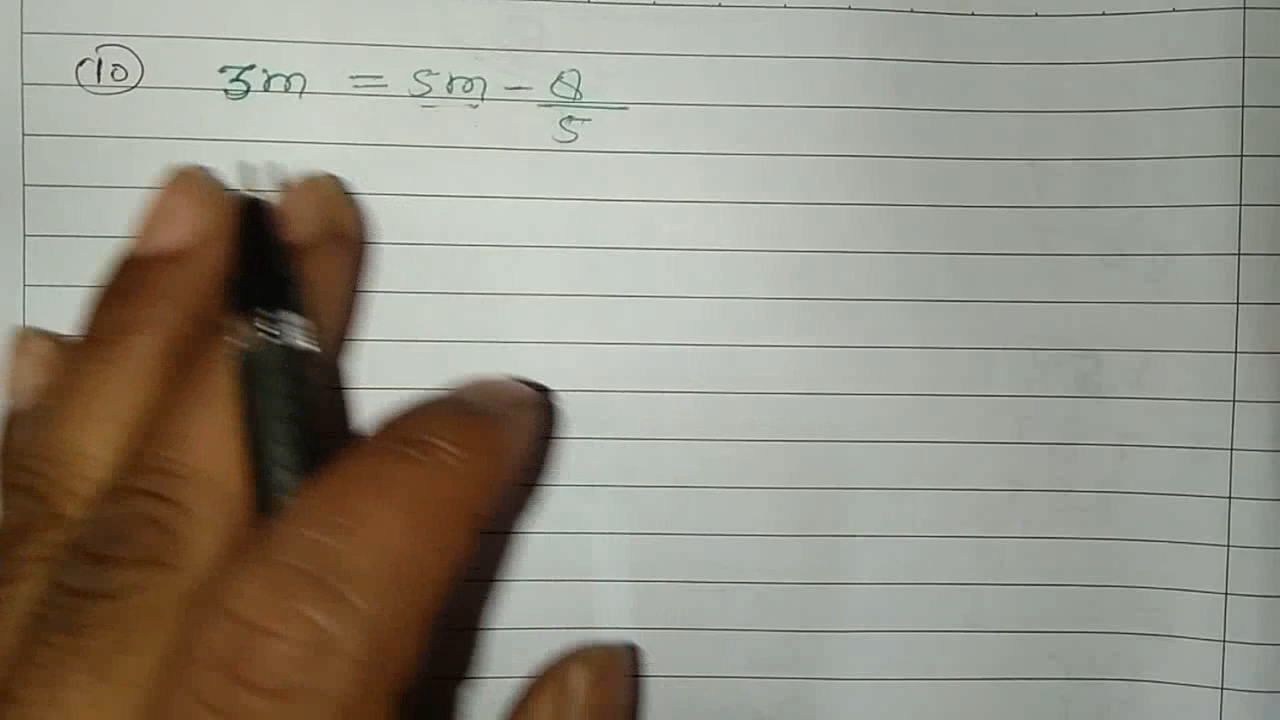 (10) 3m = 5m - 8/5